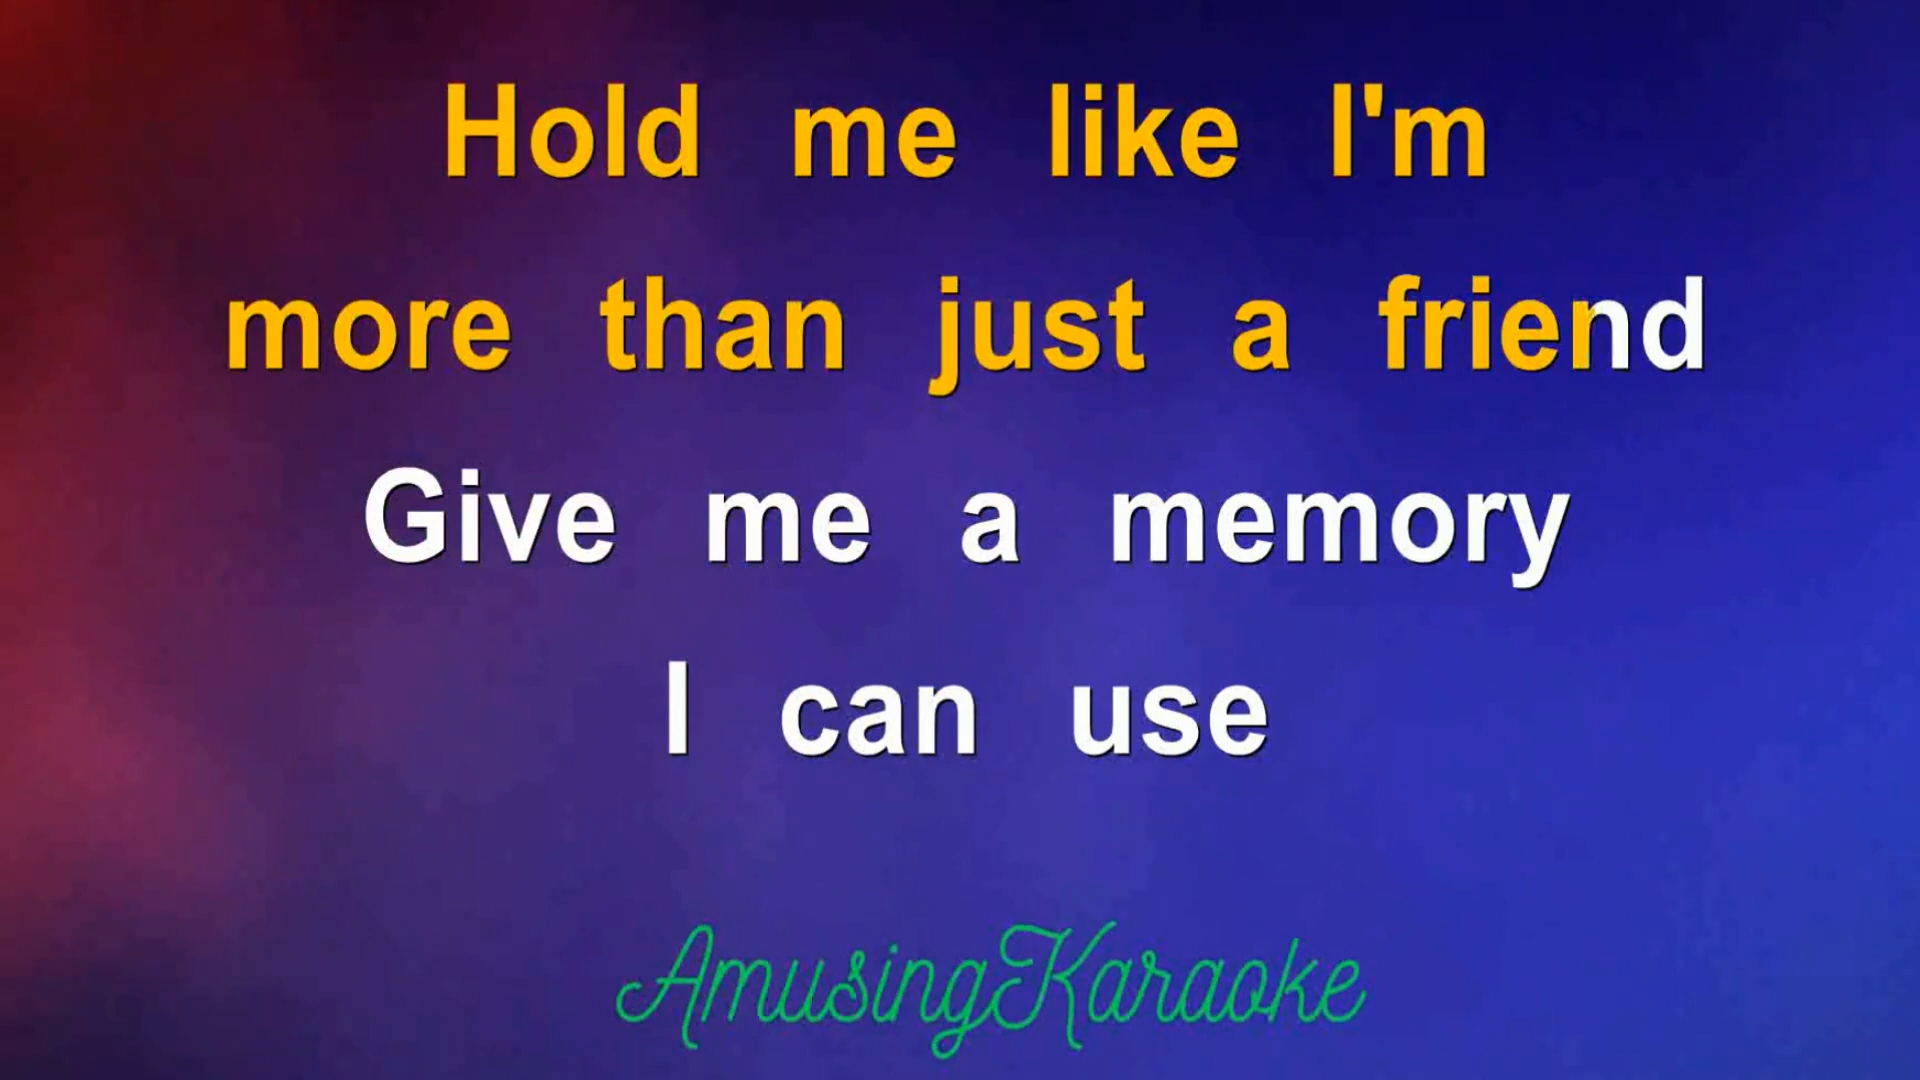 Hold me like I'm
more than just a friend
Give me a memory
I can use
AmusingKaraoke